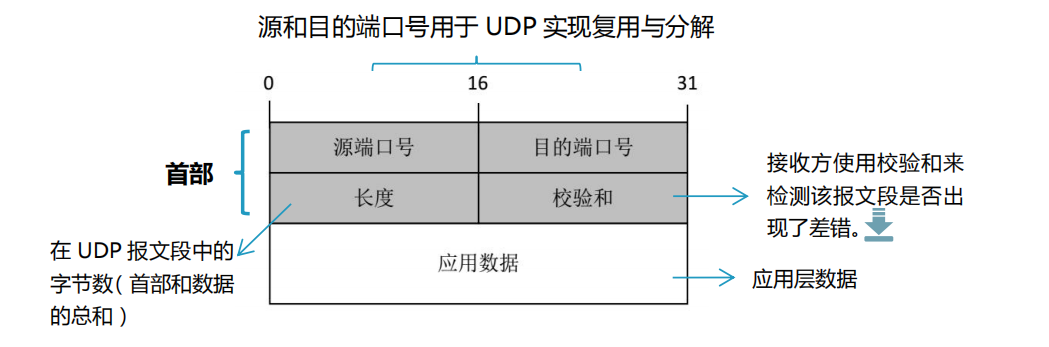 源和目的端口号用于 UDP 实现复用与分解
0 16 31
源端口号 目的端口号
首部
长度 校验和
接收方使用校验和来
检测该报文段是否出
现了差错。
在 UDP 报文段中的
字节数（首部和数据
的总和）
应用数据
应用层数据